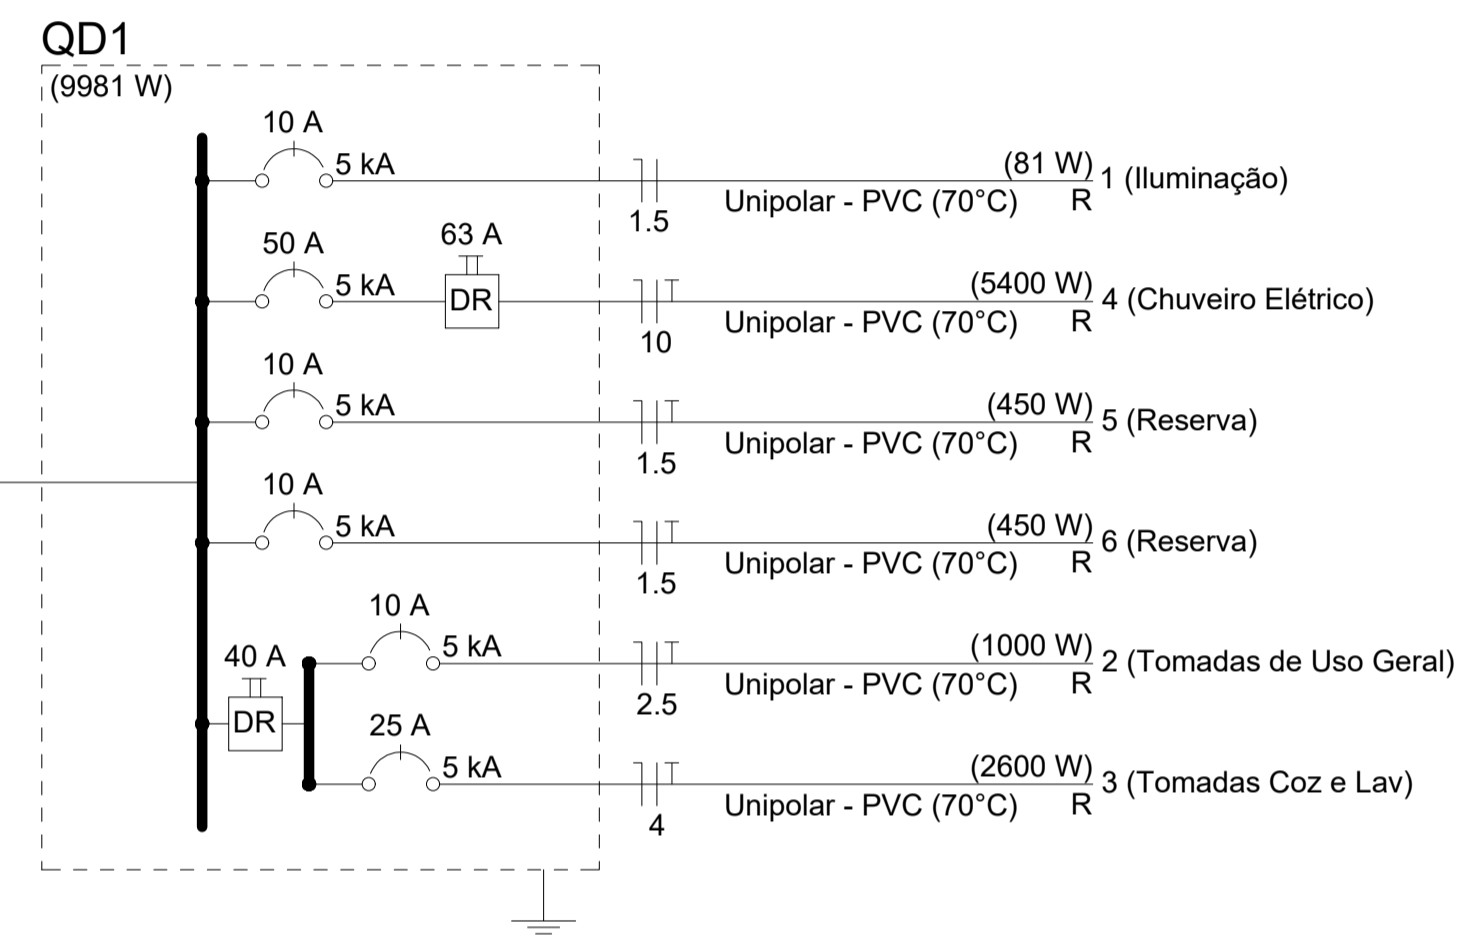 QD1
(9981 W)
10 A
5 kA
1.5
(81 W)
Unipolar - PVC (70°C) R
1 (Iluminação)
50 A
5 kA
63 A
DR
10
(5400 W)
Unipolar - PVC (70°C) R
4 (Chuveiro Elétrico)
10 A
5 kA
1.5
(450 W)
Unipolar - PVC (70°C) R
5 (Reserva)
10 A
5 kA
1.5
(450 W)
Unipolar - PVC (70°C) R
6 (Reserva)
40 A
DR
10 A
5 kA
2.5
(1000 W)
Unipolar - PVC (70°C) R
2 (Tomadas de Uso Geral)
25 A
5 kA
4
(2600 W)
Unipolar - PVC (70°C) R
3 (Tomadas Coz e Lav)